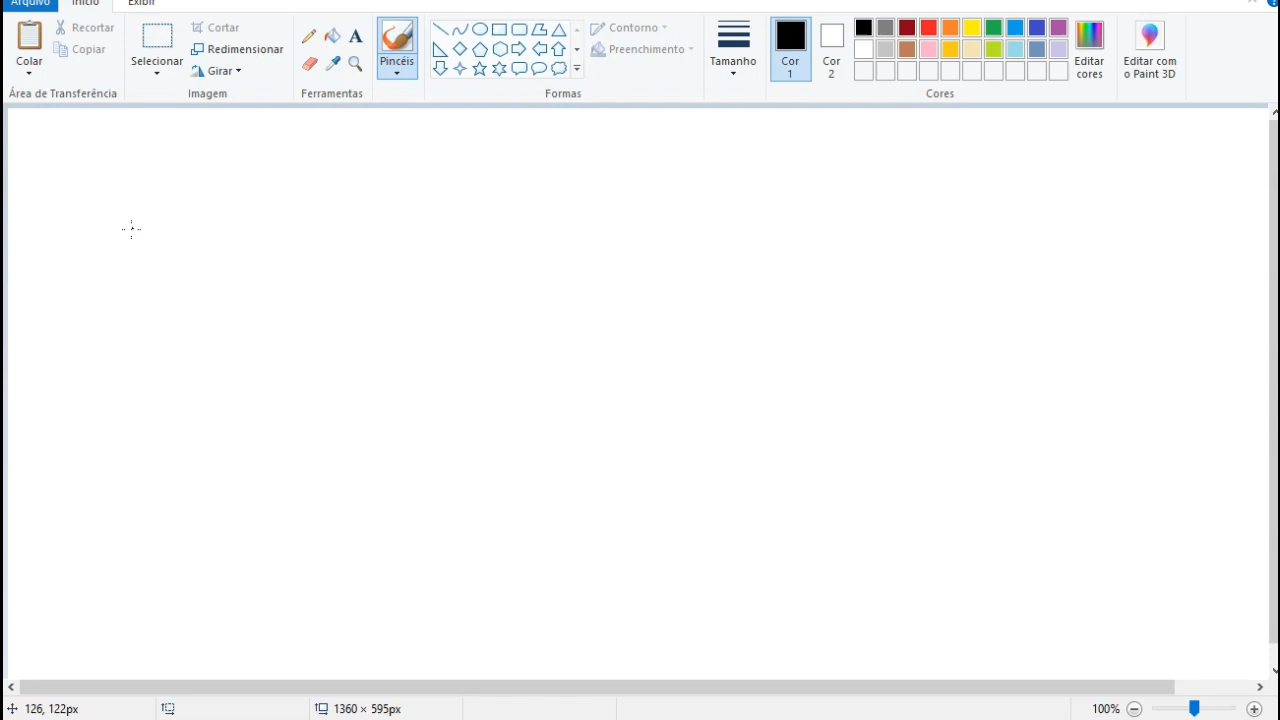 Arquivo Início Exibir
Recortar
Copiar
Colar
Área de Transferência
Cortar
Redimensionar
Girar
Selecionar
Imagem
A
Ferramentas
Pincéis
Contorno
Preenchimento
Formas
Tamanho
Cor 1
Cor 2
Editar cores
Cores
Editar com o Paint 3D
126, 122px
1360 × 595px
100%